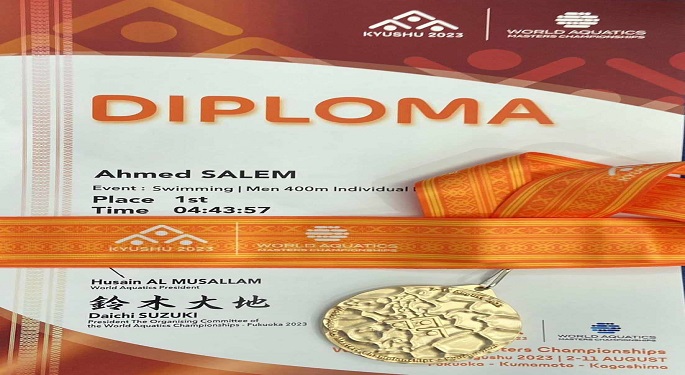 KYUSHU 2023
WORLD AQUATICS
MASTERS CHAMPIONSHIPS
DIPLOMA
Ahmed SALEM
Event : Swimming | Men 400m Individual
Place 1st
Time 04:43:57
KYUSHU 2023
WORLD AQUATICS
MASTERS CHAMPIONSHIPS
Husain AL MUSALLAM
World Aquatics President
鈴木大地
Daichi SUZUKI
President The Organising Committee of
the World Aquatics Championships - Fukuoka 2023
WORLD AQUATICS
MASTERS CHAMPIONSHIPS
Championships
2023 | 2-11 AUGUST
Fukuoka - Kumamoto - Kagoshima